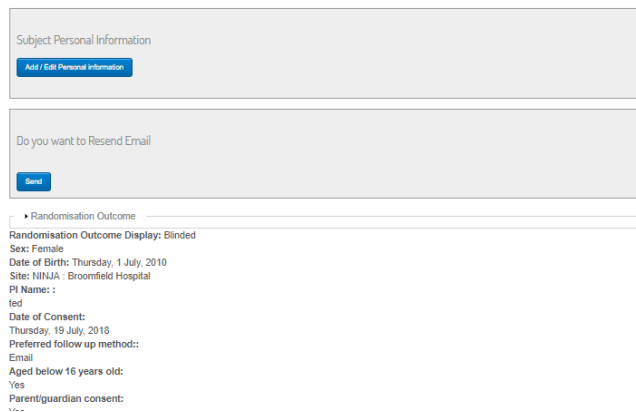 Subject Personal Information
Add / Edit Personal information
Do you want to Resend Email
Send
Randomisation Outcome
Randomisation Outcome Display: Blinded
Sex: Female
Date of Birth: Thursday, 1 July, 2010
Site: NINJA : Broomfield Hospital
PI Name: :
ted
Date of Consent:
Thursday, 19 July, 2018
Preferred follow up method::
Email
Aged below 16 years old:
Yes
Parent/guardian consent:
Yes